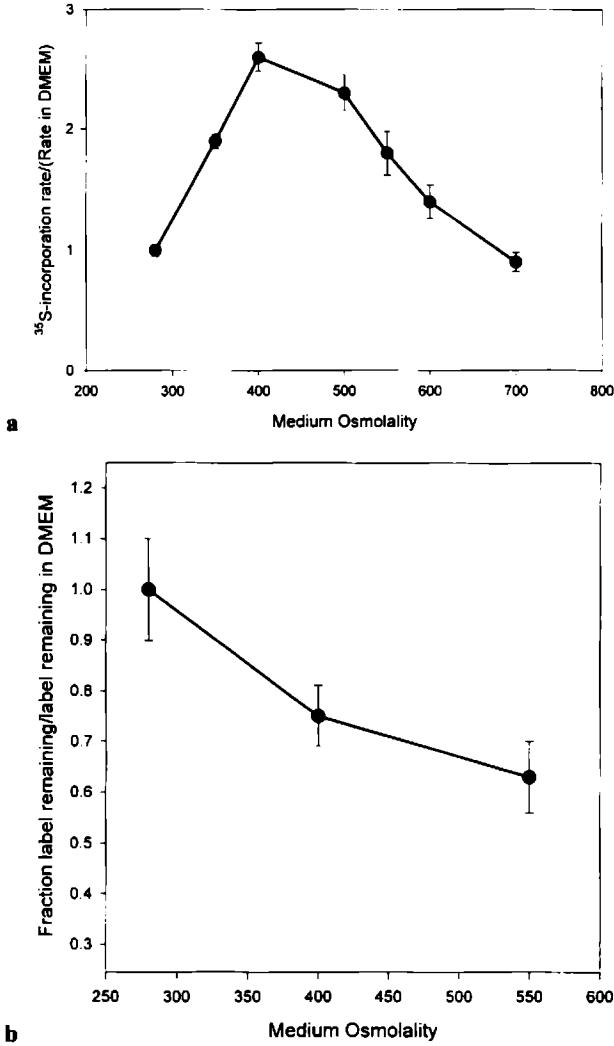 3
2
1
0
³⁵S-incorporation rate/(Rate in DMEM)
200 300 400 500 600 700 800
Medium Osmolality
a
1.2
1.1
1.0
0.9
0.8
0.7
0.6
0.5
0.4
0.3
Fraction label remaining/label remaining in DMEM
250 300 350 400 450 500 550 600
Medium Osmolality
b